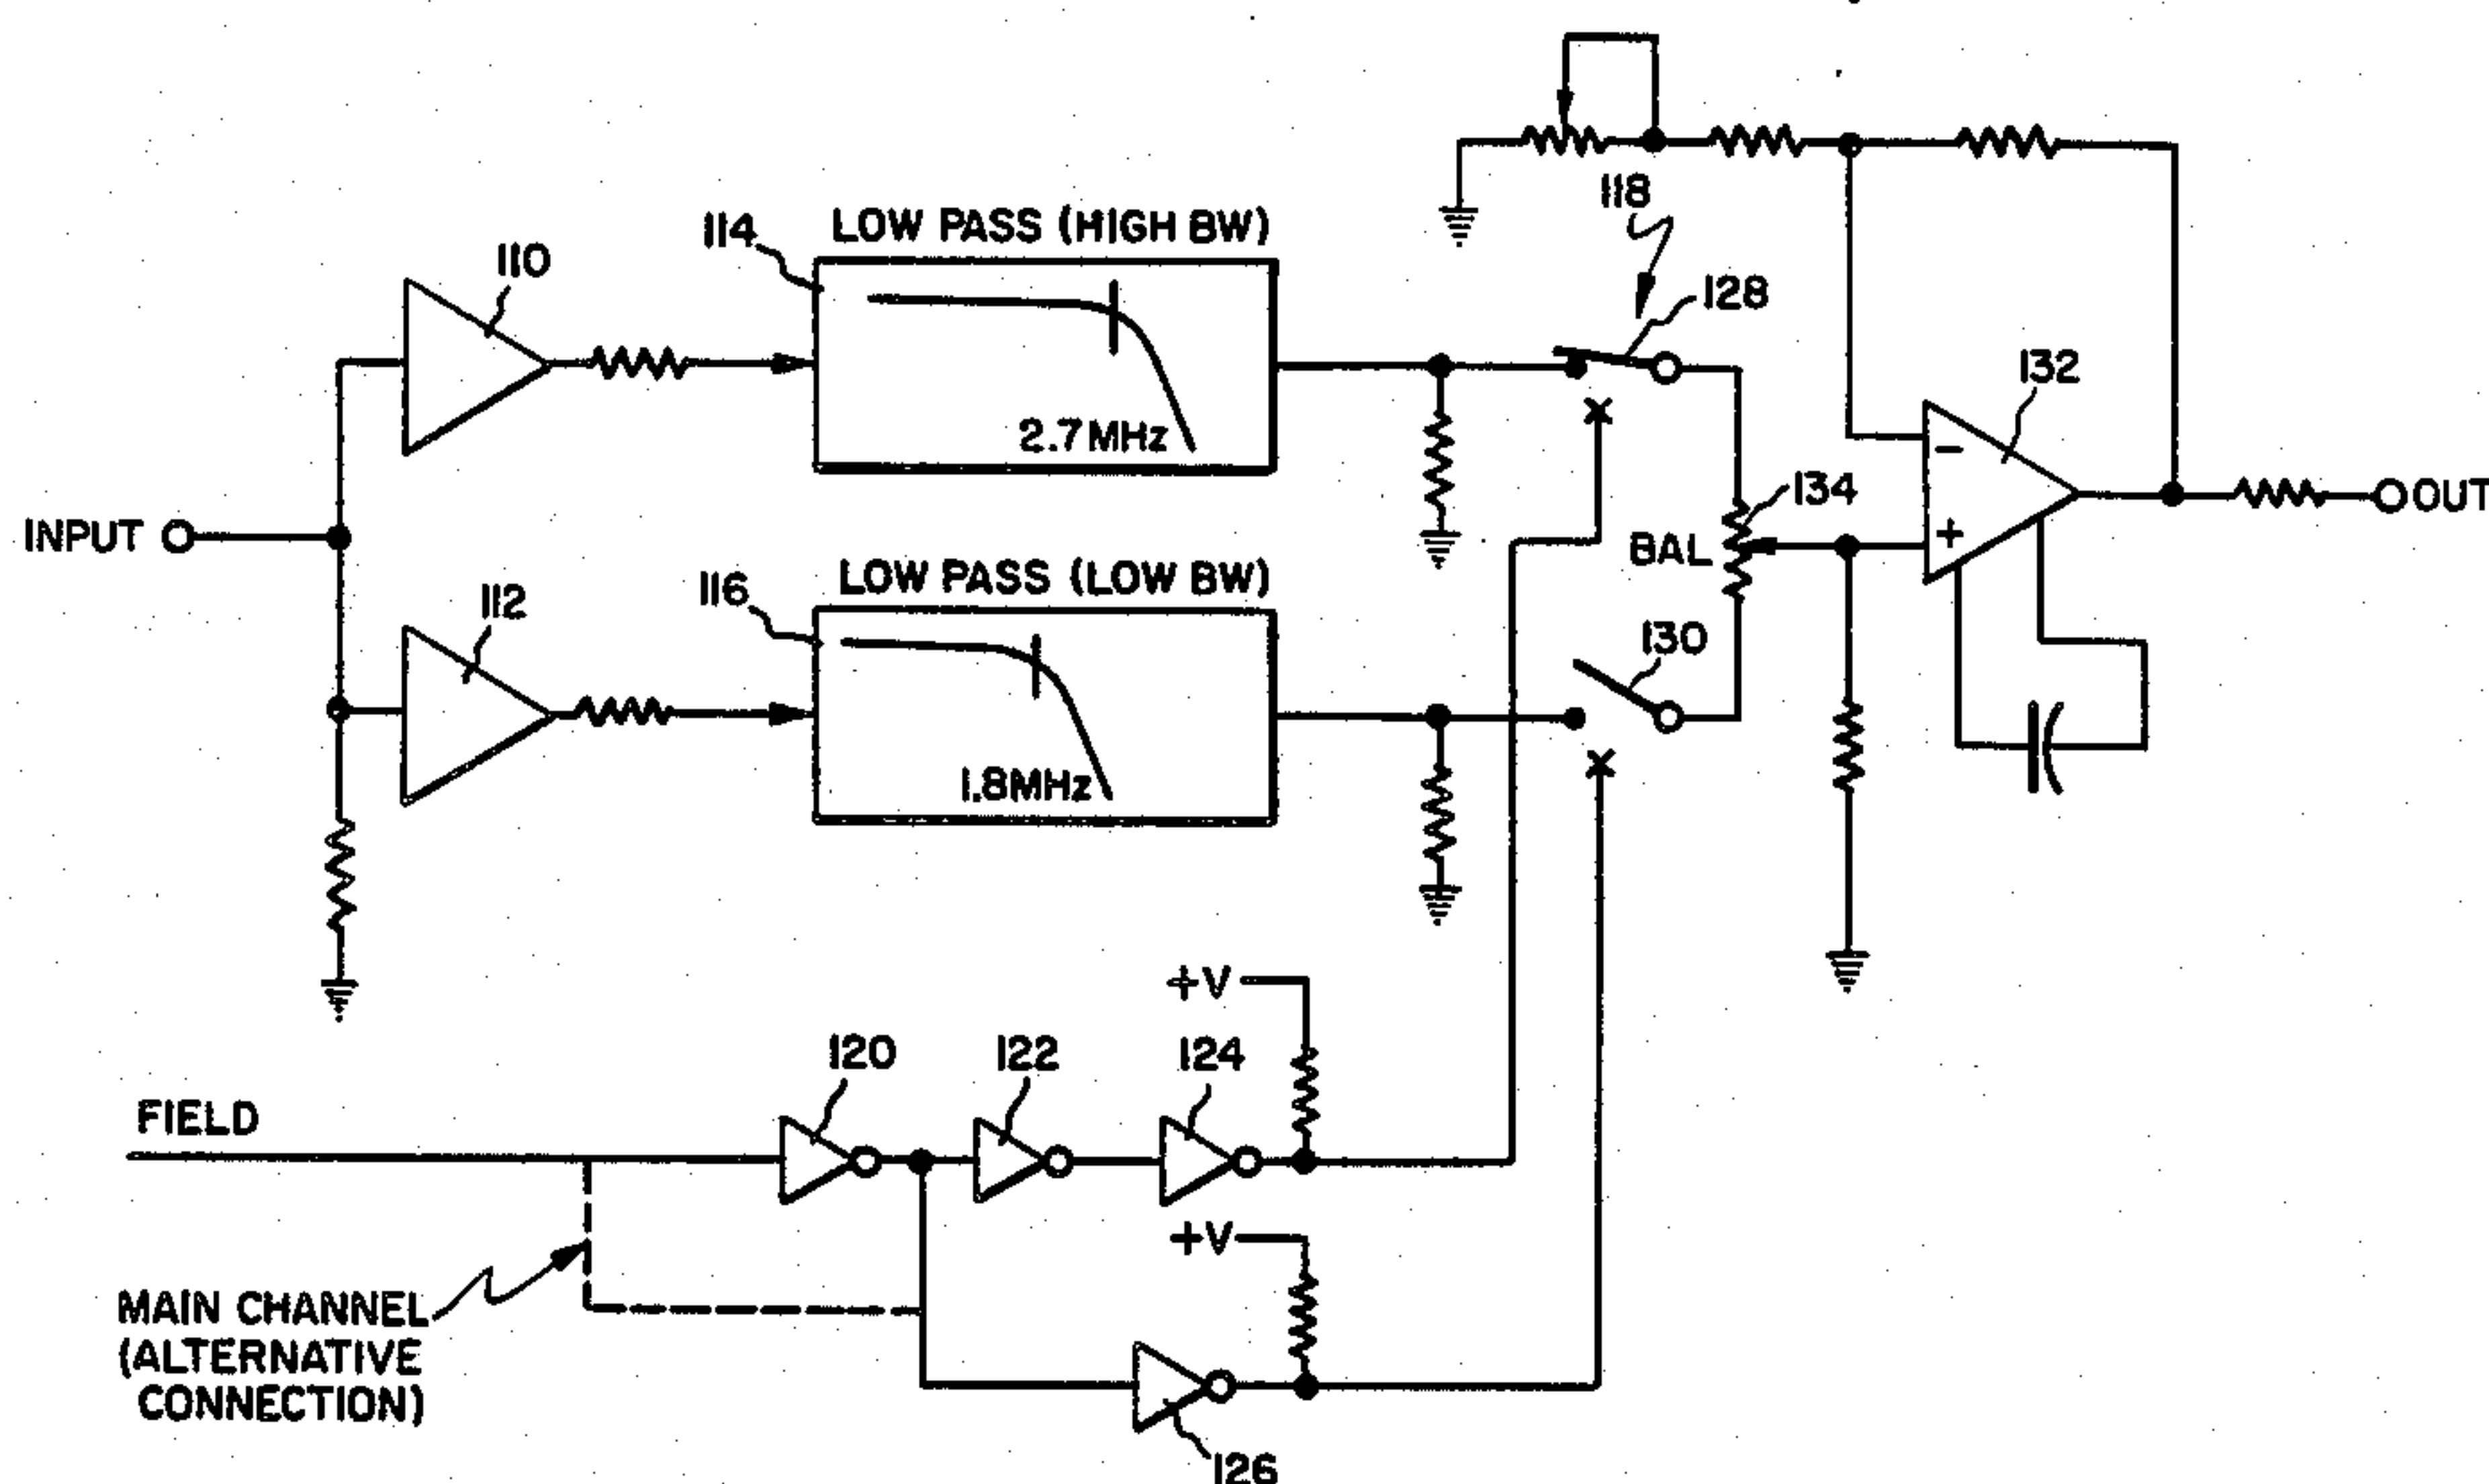 118
114
LOW PASS (HIGH BW)
110
128
2.7MHz
132
134
INPUT
BAL
−
+
OUT
112
116
LOW PASS (LOW BW)
130
1.8MHz
+V
120
122
124
FIELD
+V
MAIN CHANNEL
(ALTERNATIVE
CONNECTION)
126